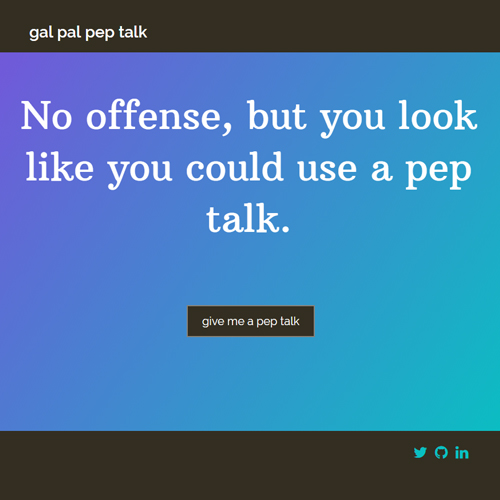 gal pal pep talk
No offense, but you look
like you could use a pep
talk.
give me a pep talk